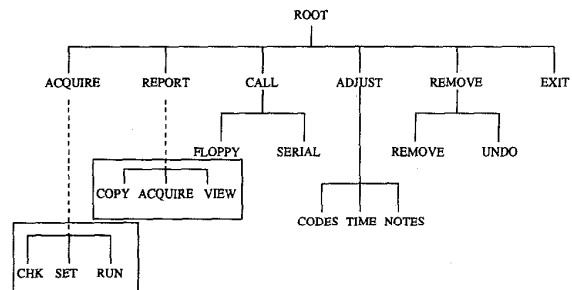 ROOT
ACQUIRE REPORT CALL ADJUST REMOVE EXIT
FLOPPY SERIAL REMOVE UNDO
COPY ACQUIRE VIEW
CODES TIME NOTES
CHK SET RUN